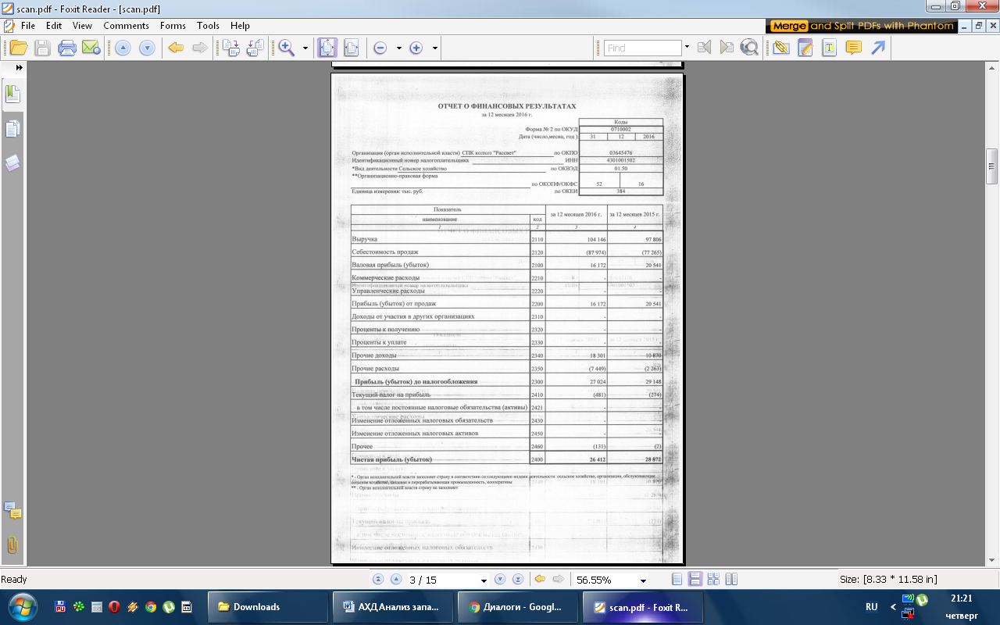 scan.pdf - Foxit Reader - [scan.pdf]
File Edit View Comments Forms Tools Help
Merge and Split PDFs with Phantom
Find
ОТЧЕТ О ФИНАНСОВЫХ РЕЗУЛЬТАТАХ
за 12 месяцев 2016 г.
Коды
Форма № 2 по ОКУД 0710002
Дата (число,месяц, год ) 31 12 2016
Организация (орган исполнительной власти) СПК колхоз "Рассвет" по ОКПО 03645476
Идентификационный номер налогоплательщика ИНН 4301001502
*Вид деятельности Сельское хозяйство по ОКВЭД 01.50
**Организационно-правовая форма
по ОКОПФ/ОКФС 52 16
Единица измерения: тыс. руб. по ОКЕИ 384
Показатель за 12 месяцев 2016 г. за 12 месяцев 2015 г.
наименование код
1 2 3 4
Выручка 2110 104 146 97 806
Себестоимость продаж 2120 (87 974) (77 265)
Валовая прибыль (убыток) 2100 16 172 20 541
Коммерческие расходы 2210 - -
Управленческие расходы 2220 - -
Прибыль (убыток) от продаж 2200 16 172 20 541
Доходы от участия в других организациях 2310 - -
Проценты к получению 2320 - -
Проценты к уплате 2330 - -
Прочие доходы 2340 18 301 10 870
Прочие расходы 2350 (7 449) (2 263)
Прибыль (убыток) до налогообложения 2300 27 024 29 148
Текущий налог на прибыль 2410 (481) (274)
в том числе постоянные налоговые обязательства (активы) 2421 - -
Изменение отложенных налоговых обязательств 2430 - -
Изменение отложенных налоговых активов 2450 - -
Прочее 2460 (131) (2)
Чистая прибыль (убыток) 2400 26 412 28 872
* - Орган исполнительной власти заполняет строку в соответствии со следующими видами деятельности: сельское хозяйство, организации, обслуживающие
сельское хозяйство, пищевая и перерабатывающая промышленность, кооперативы
** - Орган исполнительной власти строку не заполняет
Текущий налог на прибыль
Изменение отложенных налоговых обязательств
Ready 3 / 15 56.55% Size: [8.33 * 11.58 in]
Downloads АХД Анализ запа... Диалоги - Googl... scan.pdf - Foxit R... RU 21:21
четверг